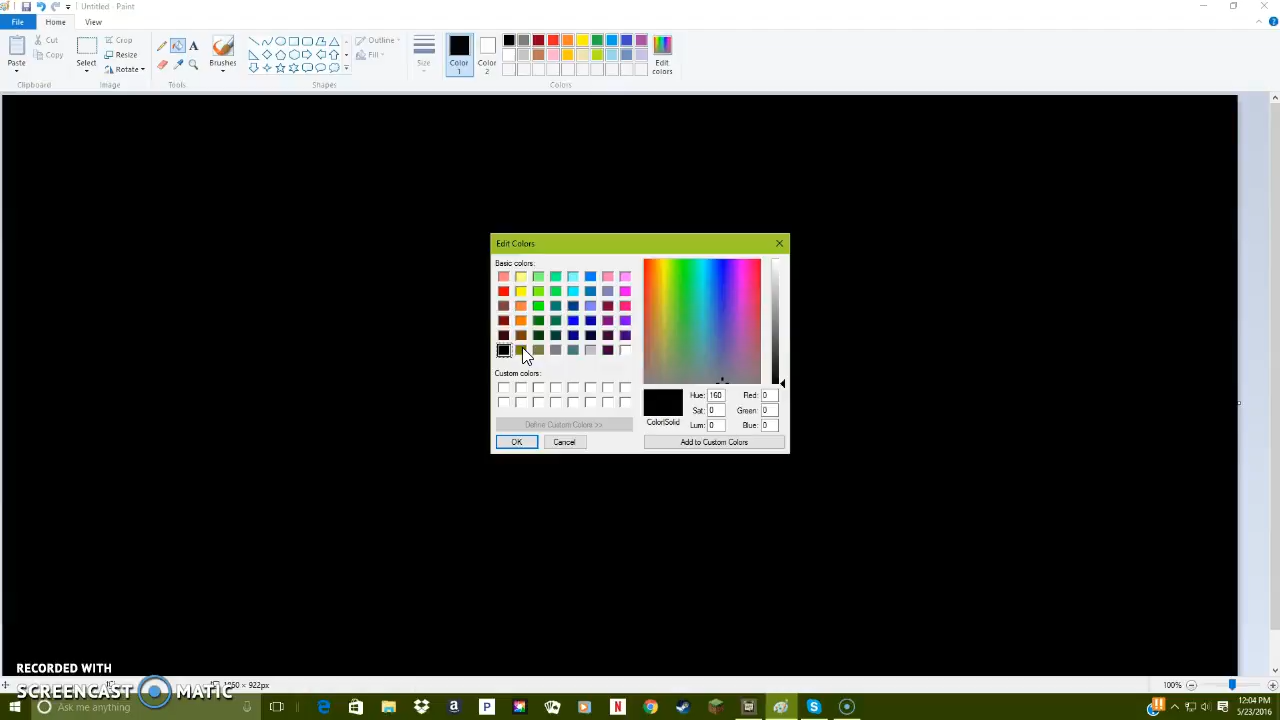 Untitled - Paint
File
Home
View
Paste
Cut
Copy
Clipboard
Select
Crop
Resize
Rotate
Image
A
Tools
Brushes
Outline
Fill
Shapes
Size
Color 1
Color 2
Edit colors
Colors
Edit Colors
Basic colors:
Custom colors:
Define Custom Colors >>
OK
Cancel
Color|Solid
Hue: 160
Sat: 0
Lum: 0
Red: 0
Green: 0
Blue: 0
Add to Custom Colors
RECORDED WITH
SCREENCAST MATIC
922px
100%
Ask me anything
12:04 PM
5/23/2016